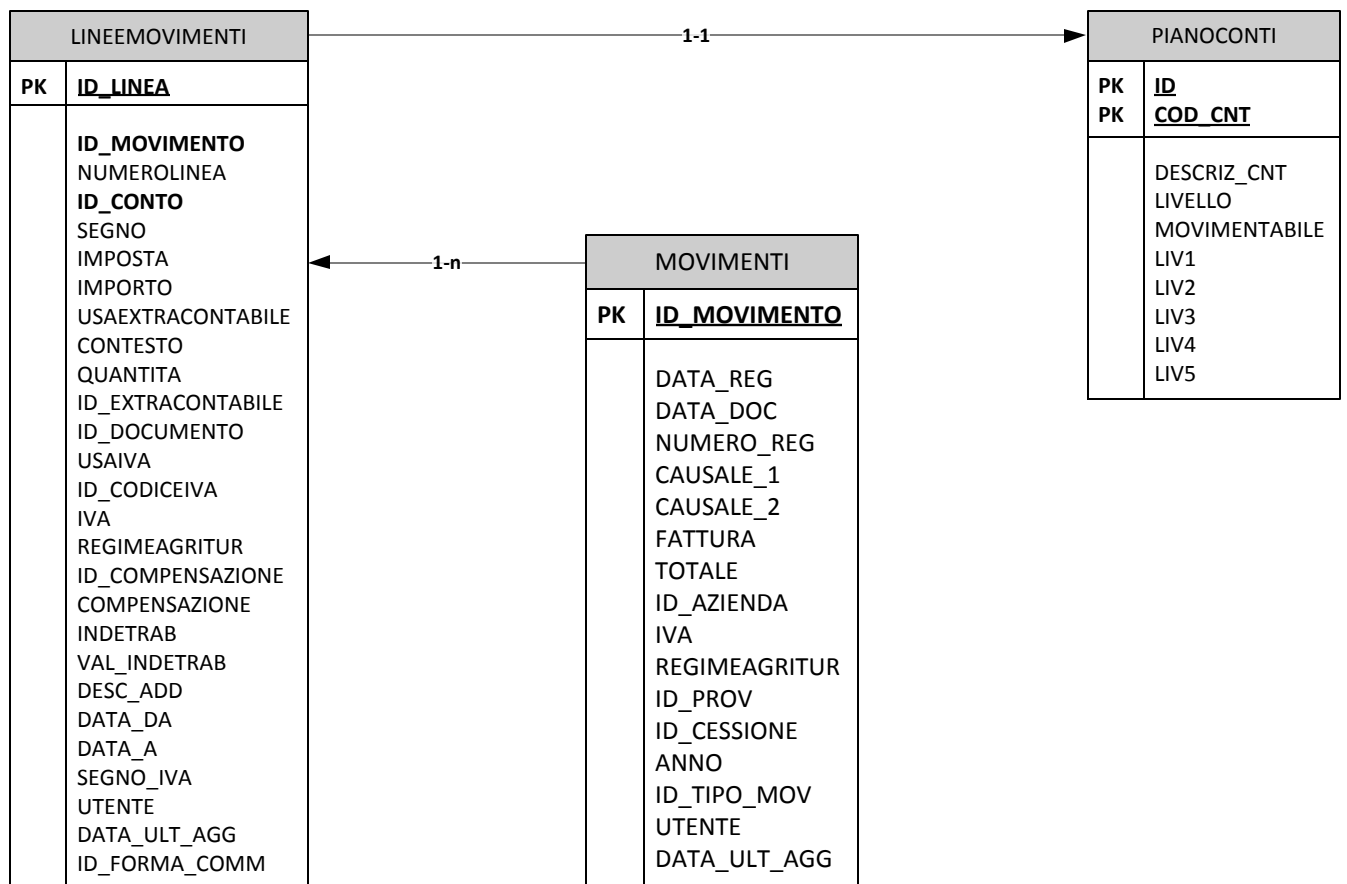 LINEEMOVIMENTI
PK ID_LINEA
ID_MOVIMENTO
NUMEROLINEA
ID_CONTO
SEGNO
IMPOSTA
IMPORTO
USAEXTRACONTABILE
CONTESTO
QUANTITA
ID_EXTRACONTABILE
ID_DOCUMENTO
USAIVA
ID_CODICEIVA
IVA
REGIMEAGRITUR
ID_COMPENSAZIONE
COMPENSAZIONE
INDETRAB
VAL_INDETRAB
DESC_ADD
DATA_DA
DATA_A
SEGNO_IVA
UTENTE
DATA_ULT_AGG
ID_FORMA_COMM
1-1
1-n
MOVIMENTI
PK ID_MOVIMENTO
DATA_REG
DATA_DOC
NUMERO_REG
CAUSALE_1
CAUSALE_2
FATTURA
TOTALE
ID_AZIENDA
IVA
REGIMEAGRITUR
ID_PROV
ID_CESSIONE
ANNO
ID_TIPO_MOV
UTENTE
DATA_ULT_AGG
PIANOCONTI
PK ID
PK COD_CNT
DESCRIZ_CNT
LIVELLO
MOVIMENTABILE
LIV1
LIV2
LIV3
LIV4
LIV5